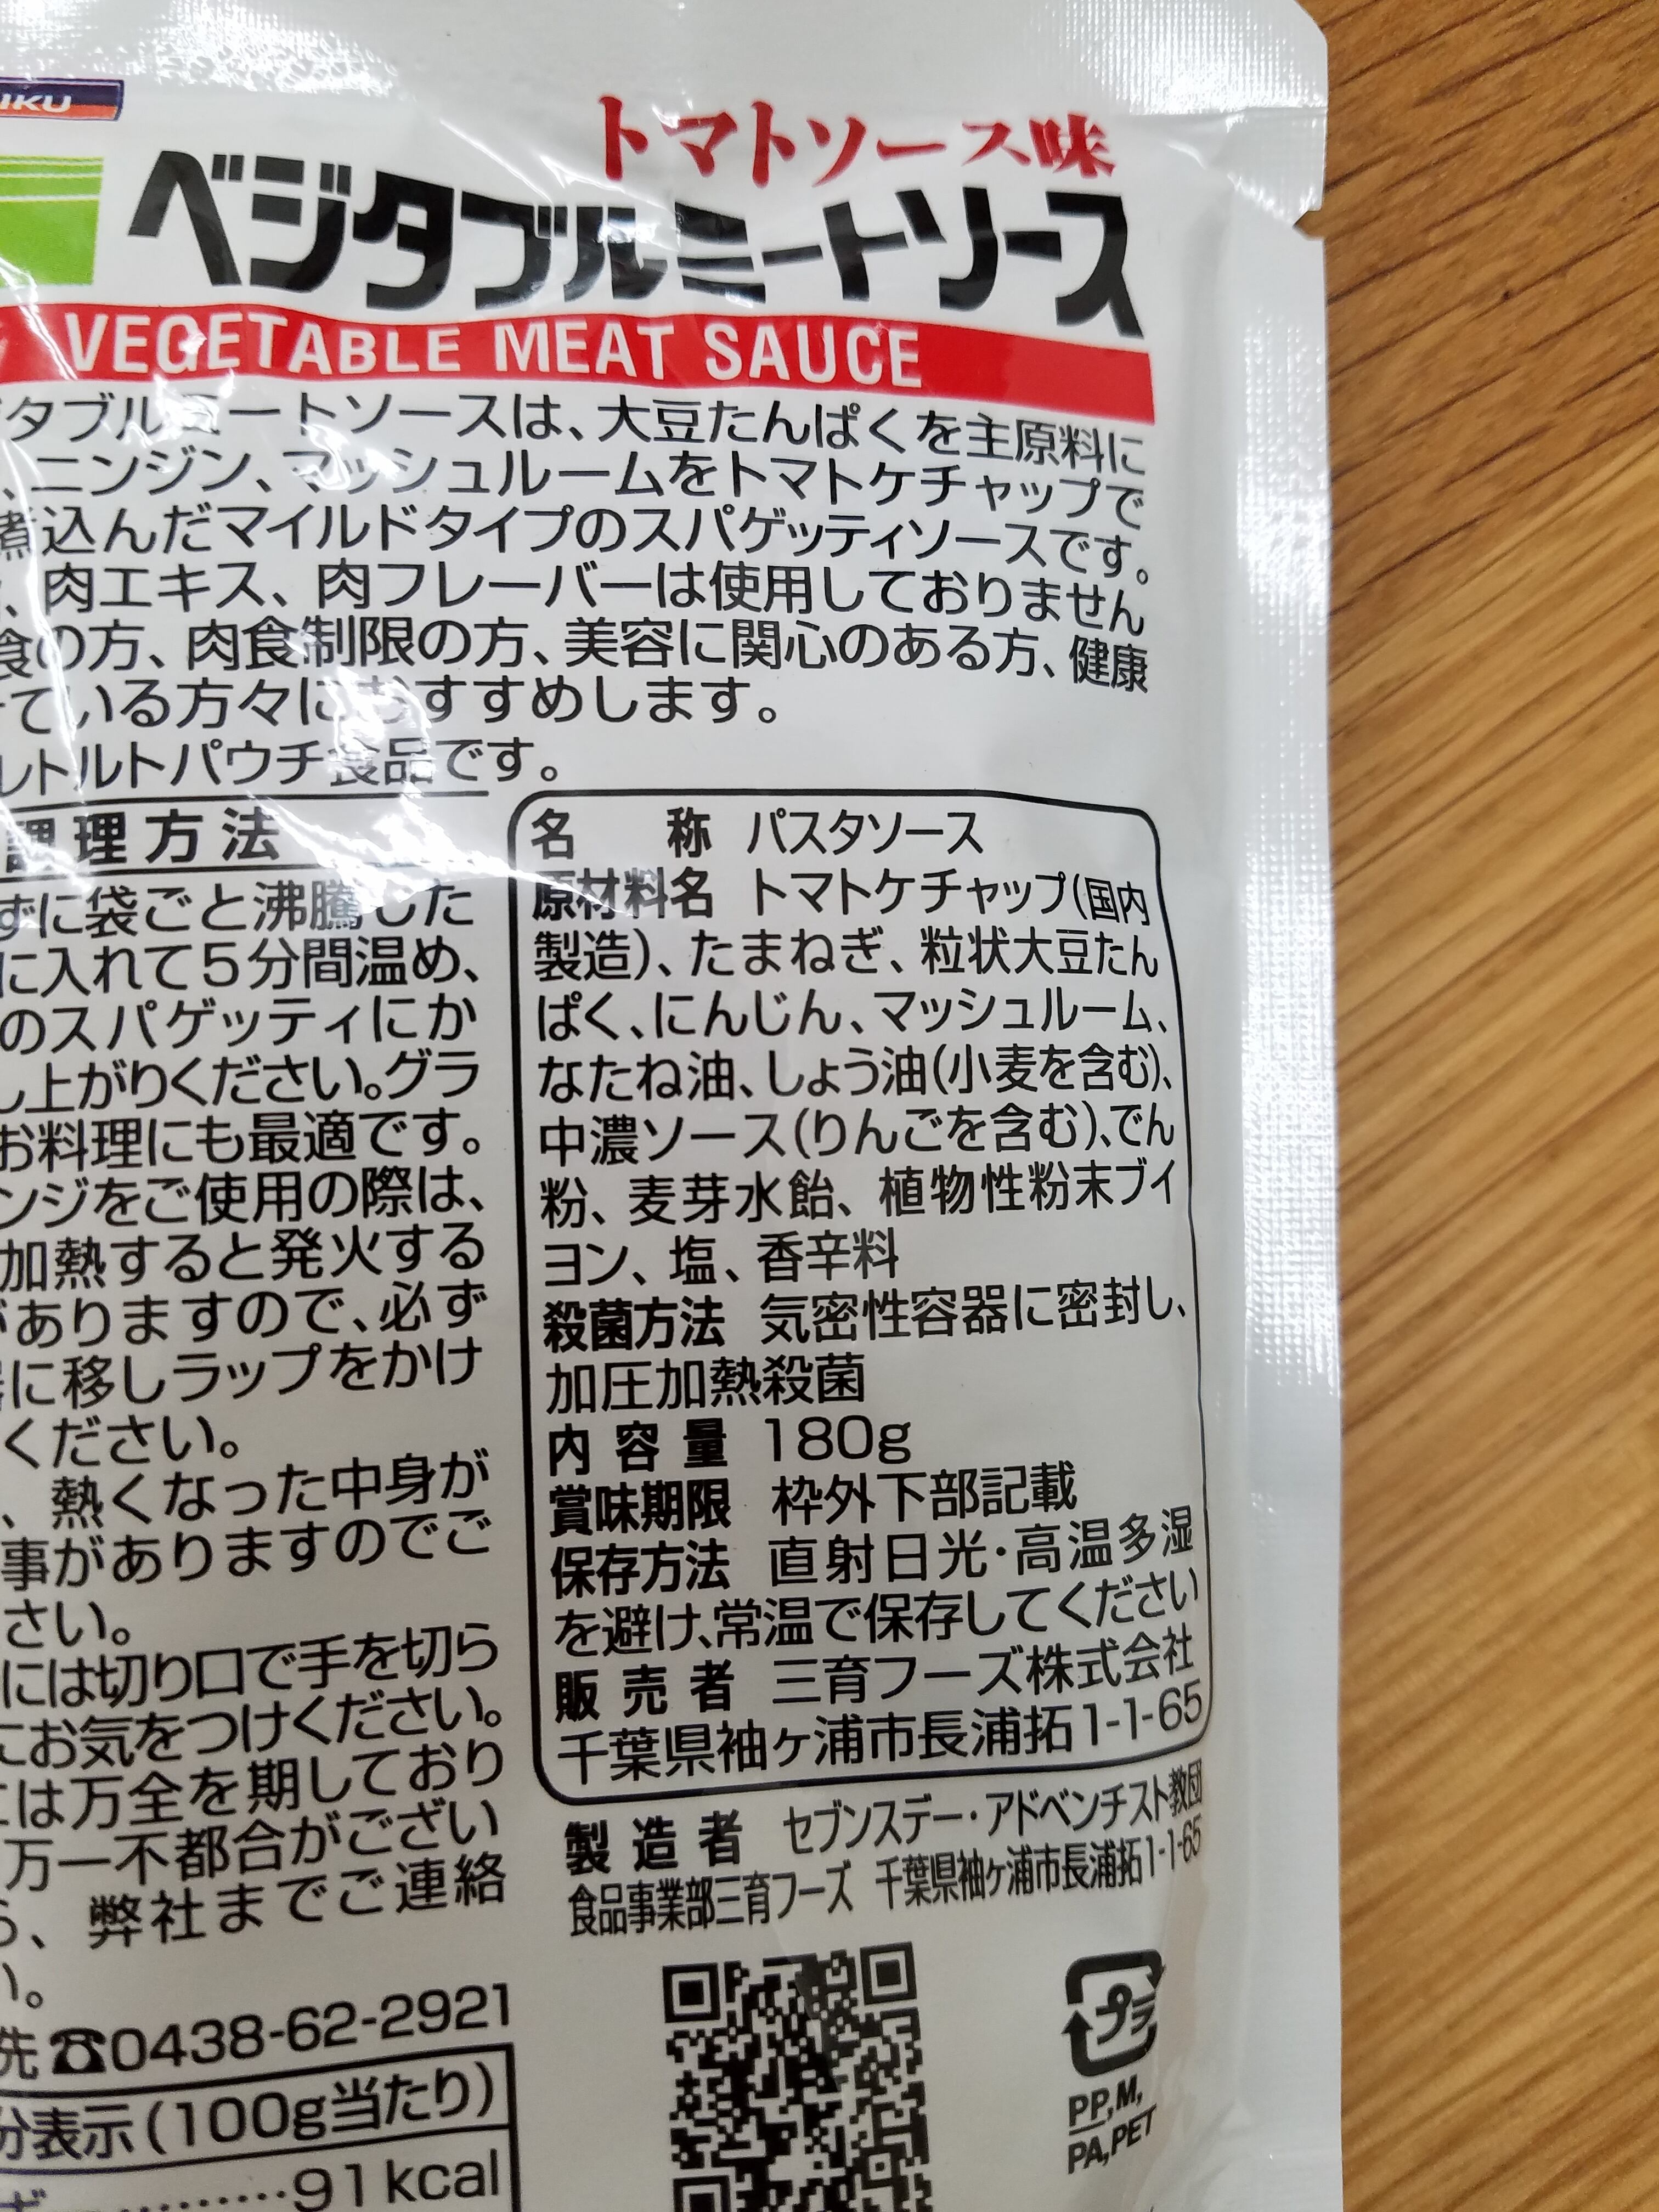 IKU
トマトソース味
ベジタブルミートソース
VEGETABLE MEAT SAUCE
タブルミートソースは、大豆たんぱくを主原料に
、ニンジン、マッシュルームをトマトケチャップで
煮込んだマイルドタイプのスパゲッティソースです。
、肉エキス、肉フレーバーは使用しておりません
食の方、肉食制限の方、美容に関心のある方、健康
ている方々におすすめします。
レトルトパウチ食品です。
調理方法
ずに袋ごと沸騰した
に入れて5分間温め、
のスパゲッティにか
し上がりください。グラ
お料理にも最適です。
ンジをご使用の際は、
加熱すると発火する
がありますので、必ず
に移しラップをかけ
ください。
、熱くなった中身が
事がありますのでご
さい。
には切り口で手を切ら
にお気をつけください。
には万全を期しており
万一不都合がござい
ら、弊社までご連絡
い。
先☎0438-62-2921
分表示(100g当たり)
ギ…………91kcal
名 称 パスタソース
原材料名 トマトケチャップ(国内
製造)、たまねぎ、粒状大豆たん
ぱく、にんじん、マッシュルーム、
なたね油、しょう油(小麦を含む)、
中濃ソース(りんごを含む)、でん
粉、麦芽水飴、植物性粉末ブイ
ヨン、塩、香辛料
殺菌方法 気密性容器に密封し、
加圧加熱殺菌
内容量 180g
賞味期限 枠外下部記載
保存方法 直射日光・高温多湿
を避け、常温で保存してください
販売者 三育フーズ株式会社
千葉県袖ヶ浦市長浦拓1-1-65
製造者 セブンスデー・アドベンチスト教団
食品事業部三育フーズ 千葉県袖ヶ浦市長浦拓1-1-65
プラ
PP,M,
PA,PET